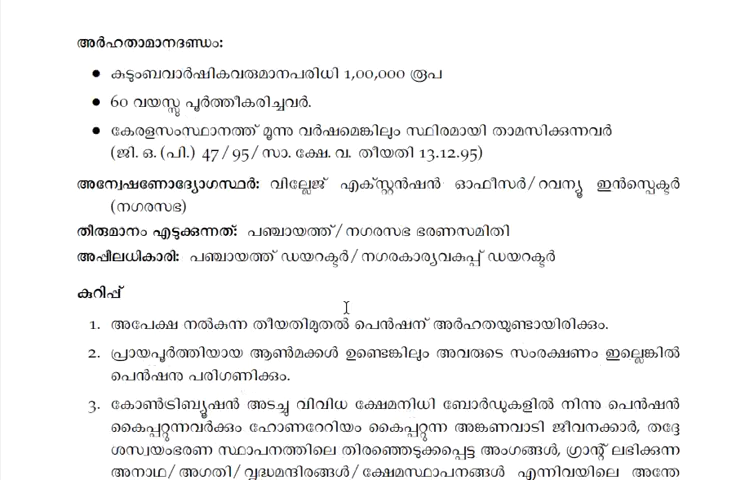 അർഹതാമാനദണ്ഡം:
● കുടുംബവാർഷികവരുമാനപരിധി 1,00,000 രൂപ
● 60 വയസ്സു പൂർത്തീകരിച്ചവർ.
● കേരളസംസ്ഥാനത്ത് മൂന്നു വർഷമെങ്കിലും സ്ഥിരമായി താമസിക്കുന്നവർ
(ജി. ഒ. (പി.) 47/95/സാ. ക്ഷേ. വ. തീയതി 13.12.95)
അന്വേഷണോദ്യോഗസ്ഥർ: വില്ലേജ് എക്സ്റ്റൻഷൻ ഓഫീസർ/റവന്യൂ ഇൻസ്പെക്ടർ
(നഗരസഭ)
തീരുമാനം എടുക്കുന്നത്: പഞ്ചായത്ത്/നഗരസഭ ഭരണസമിതി
അപ്പീലധികാരി: പഞ്ചായത്ത് ഡയറക്ടർ/നഗരകാര്യവകുപ്പ് ഡയറക്ടർ
കുറിപ്പ്
1. അപേക്ഷ നൽകുന്ന തീയതിമുതൽ പെൻഷന് അർഹതയുണ്ടായിരിക്കും.
2. പ്രായപൂർത്തിയായ ആൺമക്കൾ ഉണ്ടെങ്കിലും അവരുടെ സംരക്ഷണം ഇല്ലെങ്കിൽ
പെൻഷനു പരിഗണിക്കും.
3. കോൺട്രിബ്യൂഷൻ അടച്ചു വിവിധ ക്ഷേമനിധി ബോർഡുകളിൽ നിന്നു പെൻഷൻ
കൈപ്പറ്റുന്നവർക്കും ഹോണറേറിയം കൈപ്പറ്റുന്ന അങ്കണവാടി ജീവനക്കാർ, തദ്ദേ
ശസ്വയംഭരണ സ്ഥാപനത്തിലെ തിരഞ്ഞെടുക്കപ്പെട്ട അംഗങ്ങൾ, ഗ്രാന്റ് ലഭിക്കുന്ന
അനാഥ/അഗതി/വൃദ്ധമന്ദിരങ്ങൾ/ക്ഷേമസ്ഥാപനങ്ങൾ എന്നിവയിലെ അന്തേ